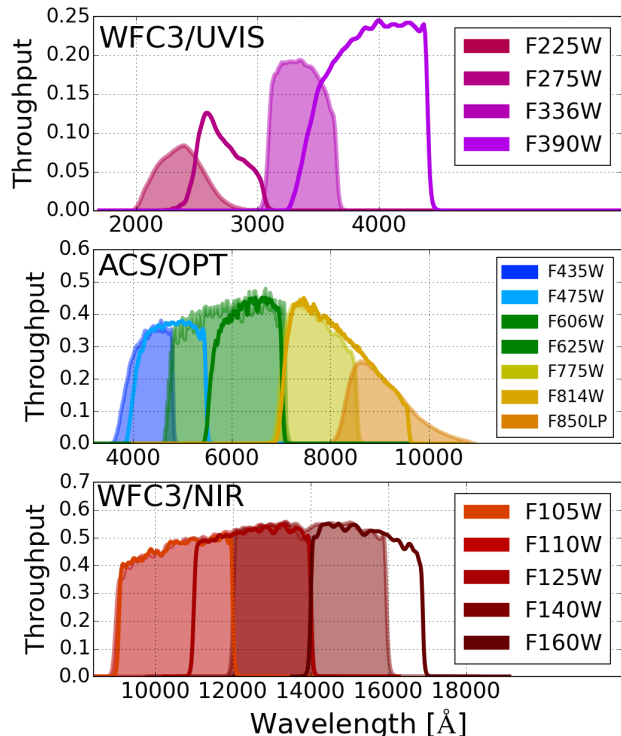 WFC3/UVIS
Throughput
0.25
0.20
0.15
0.10
0.05
0.00
F225W
F275W
F336W
F390W
2000 3000 4000
ACS/OPT
Throughput
0.6
0.5
0.4
0.3
0.2
0.1
0.0
F435W
F475W
F606W
F625W
F775W
F814W
F850LP
4000 6000 8000 10000
WFC3/NIR
Throughput
0.7
0.6
0.5
0.4
0.3
0.2
0.1
0.0
F105W
F110W
F125W
F140W
F160W
10000 12000 14000 16000 18000
Wavelength [Å]